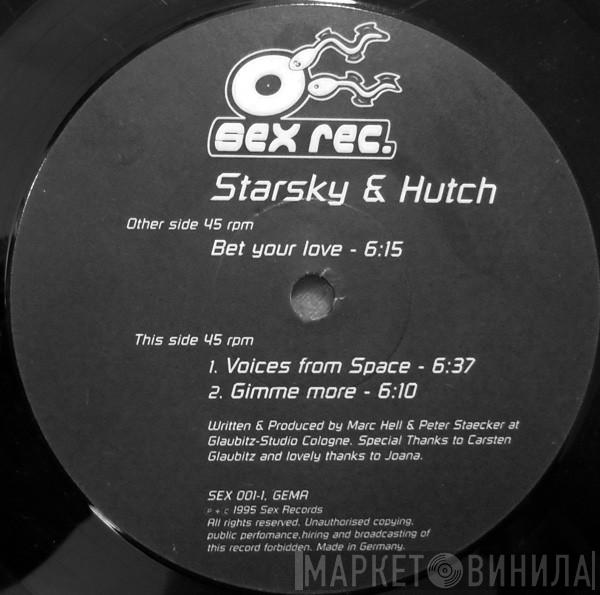 sex rec.
Starsky & Hutch
Other side 45 rpm
Bet your love - 6:15
This side 45 rpm
1. Voices from Space - 6:37
2. Gimme more - 6:10
Written & Produced by Marc Hell & Peter Staecker at
Glaubitz-Studio Cologne. Special Thanks to Carsten
Glaubitz and lovely thanks to Joana.
SEX 001-1, GEMA
P + C 1995 Sex Records
All rights reserved. Unauthorised copying,
public perfomance,hiring and broadcasting of
this record forbidden. Made in Germany.
МАРКЕТ ВИНИЛА